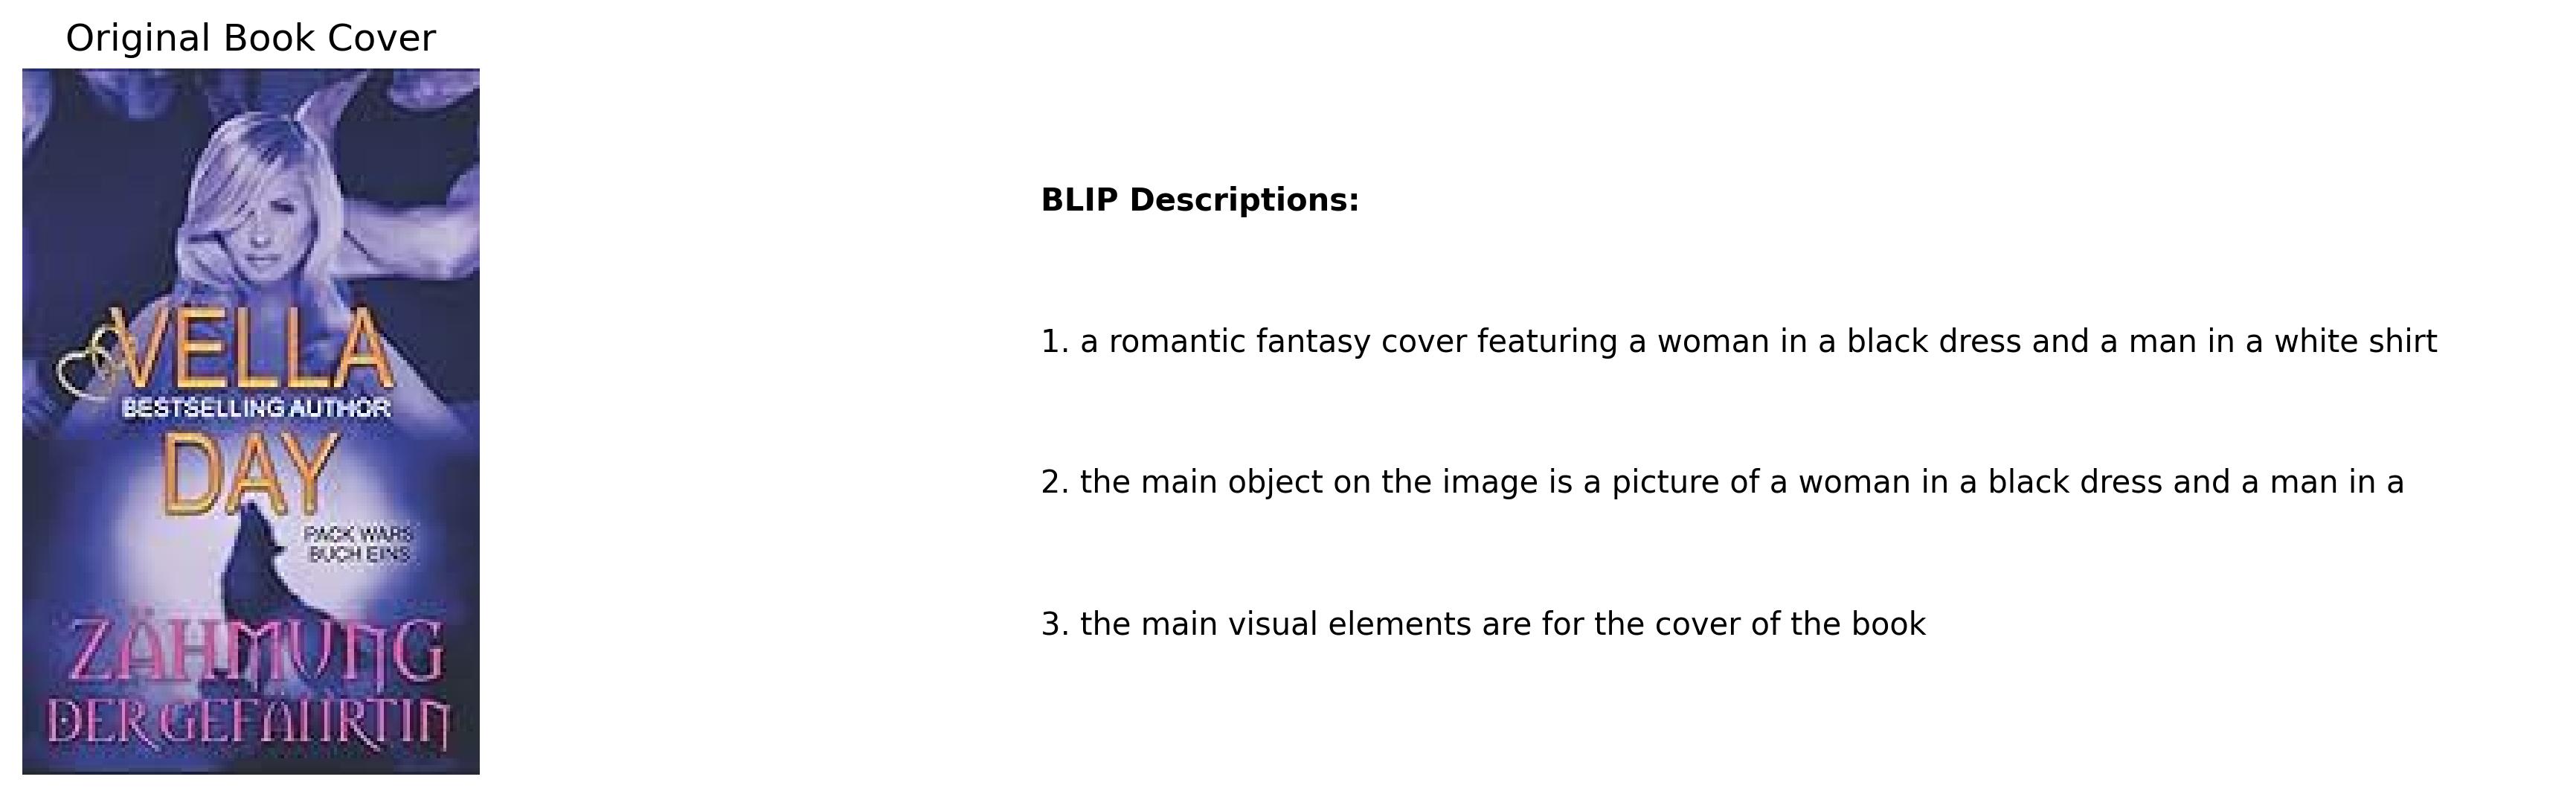 Original Book Cover
VELLA
BESTSELLING AUTHOR
DAY
PACK WARS
BUCH EINS
ZÄHMUNG
DER GEFÄHRTIN
BLIP Descriptions:
1. a romantic fantasy cover featuring a woman in a black dress and a man in a white shirt
2. the main object on the image is a picture of a woman in a black dress and a man in a
3. the main visual elements are for the cover of the book